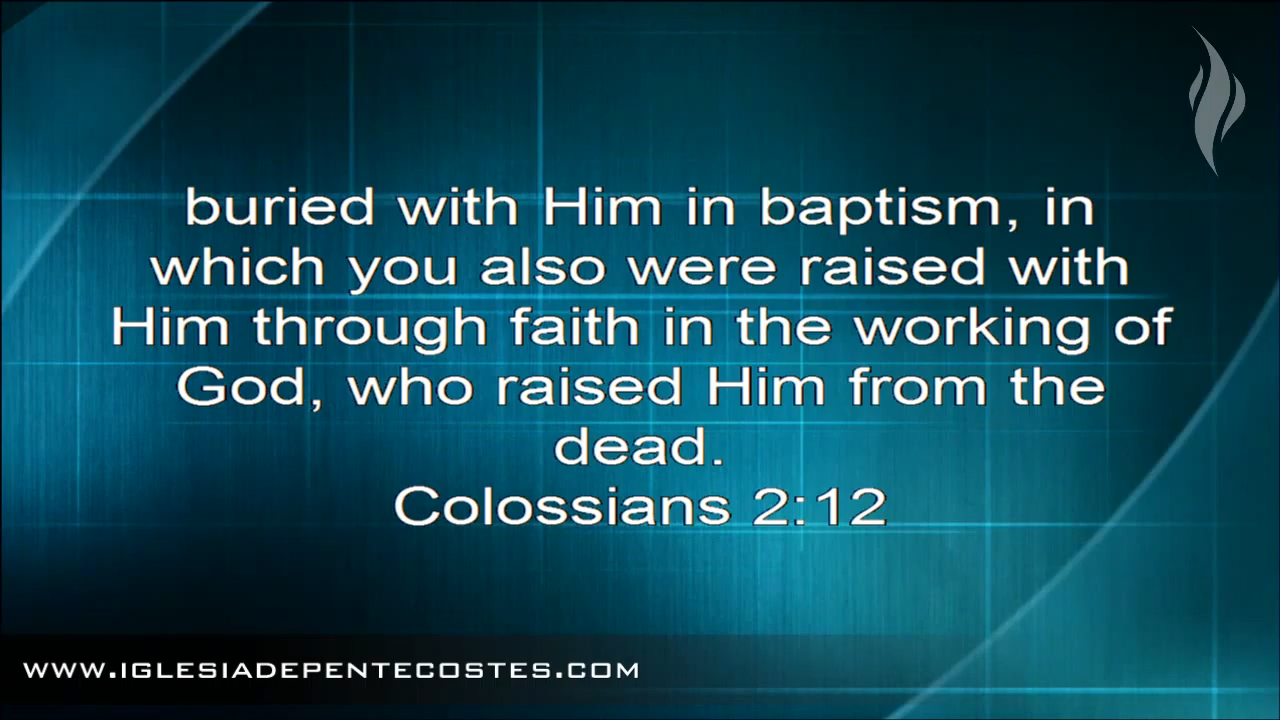 buried with Him in baptism, in
which you also were raised with
Him through faith in the working of
God, who raised Him from the
dead.
Colossians 2:12
WWW.IGLESIADEPENTECOSTES.COM